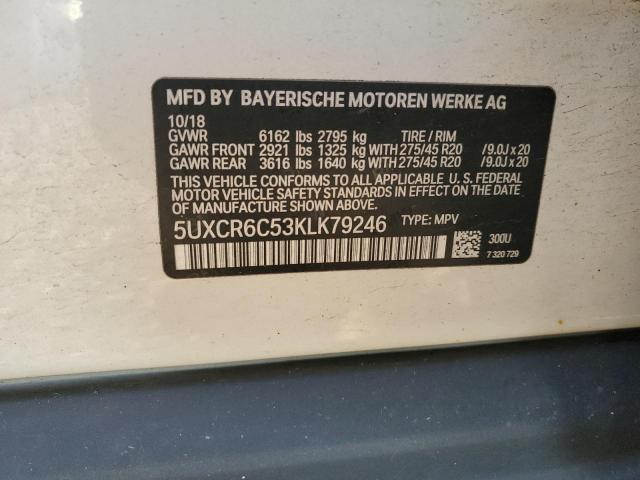 MFD BY BAYERISCHE MOTOREN WERKE AG
10/18
GVWR 6162 lbs 2795 kg TIRE / RIM
GAWR FRONT 2921 lbs 1325 kg WITH 275/45 R20 /9.0J x 20
GAWR REAR 3616 lbs 1640 kg WITH 275/45 R20 /9.0J x 20
THIS VEHICLE CONFORMS TO ALL APPLICABLE U. S. FEDERAL
MOTOR VEHICLE SAFETY STANDARDS IN EFFECT ON THE DATE
OF MANUFACTURE SHOWN ABOVE.
5UXCR6C53KLK79246 TYPE: MPV
300U
7 320 729